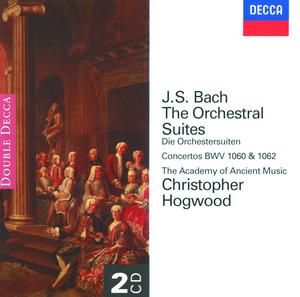 DECCA
J.S. Bach
The Orchestral
Suites
Die Orchestersuiten
Concertos BWV 1060 & 1062
The Academy of Ancient Music
Christopher
Hogwood
DOUBLE DECCA
2CD